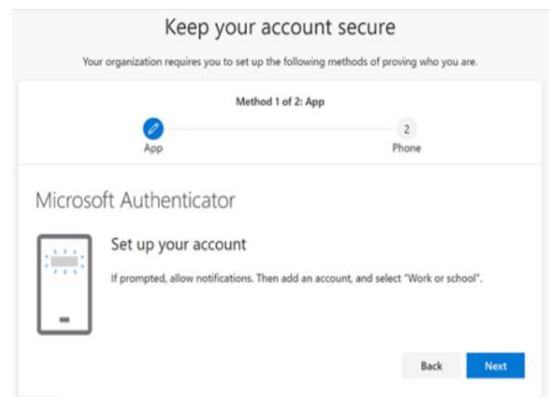 Keep your account secure
Your organization requires you to set up the following methods of proving who you are.
Method 1 of 2: App
2
App
Phone
Microsoft Authenticator
Set up your account
If prompted, allow notifications. Then add an account, and select "Work or school".
Back
Next